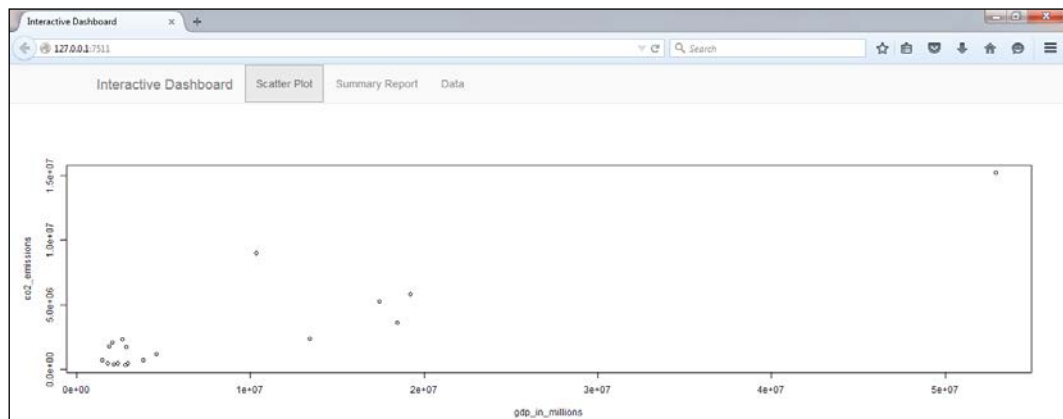 Interactive Dashboard × +
127.0.0.1:7511 Search
Interactive Dashboard Scatter Plot Summary Report Data
1.5e+07
1.0e+07
5.0e+06
0.0e+00
co2_emissions
0e+00 1e+07 2e+07 3e+07 4e+07 5e+07
gdp_in_millions